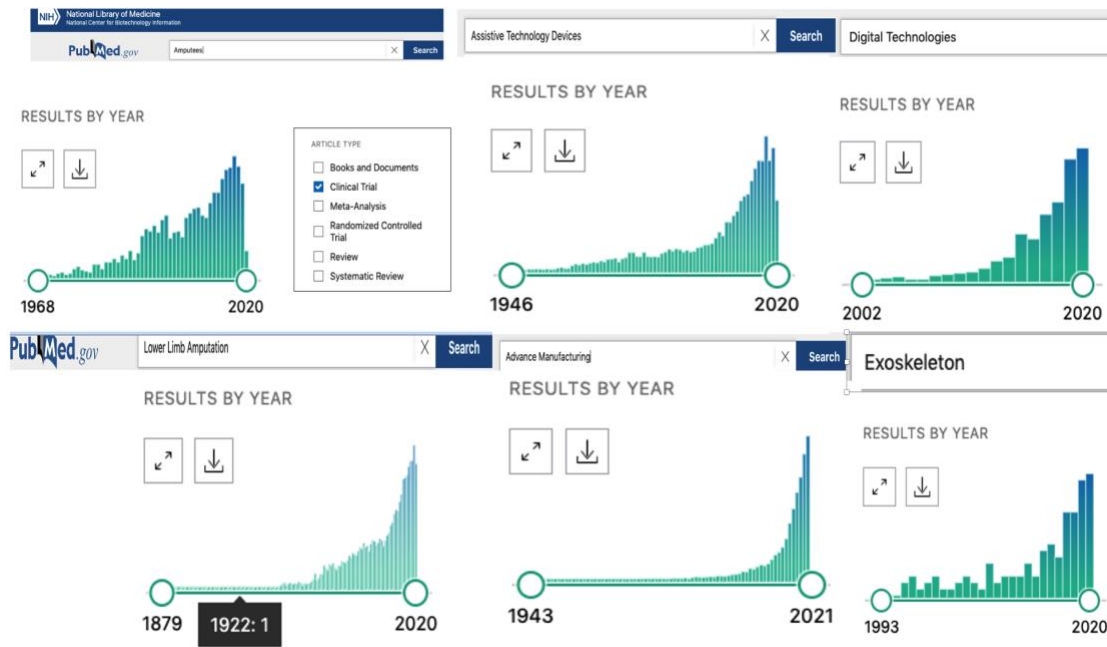 NIH National Library of Medicine
National Center for Biotechnology Information
PubMed.gov
Amputees
X
Search
RESULTS BY YEAR
1968
2020
ARTICLE TYPE
Books and Documents
Clinical Trial
Meta-Analysis
Randomized Controlled
Trial
Review
Systematic Review
Assistive Technology Devices
X
Search
RESULTS BY YEAR
1946
2020
Digital Technologies
RESULTS BY YEAR
2002
2020
PubMed.gov
Lower Limb Amputation
X
Search
RESULTS BY YEAR
1879
1922: 1
2020
Advance Manufacturing
X
Search
RESULTS BY YEAR
1943
2021
Exoskeleton
RESULTS BY YEAR
1993
2020